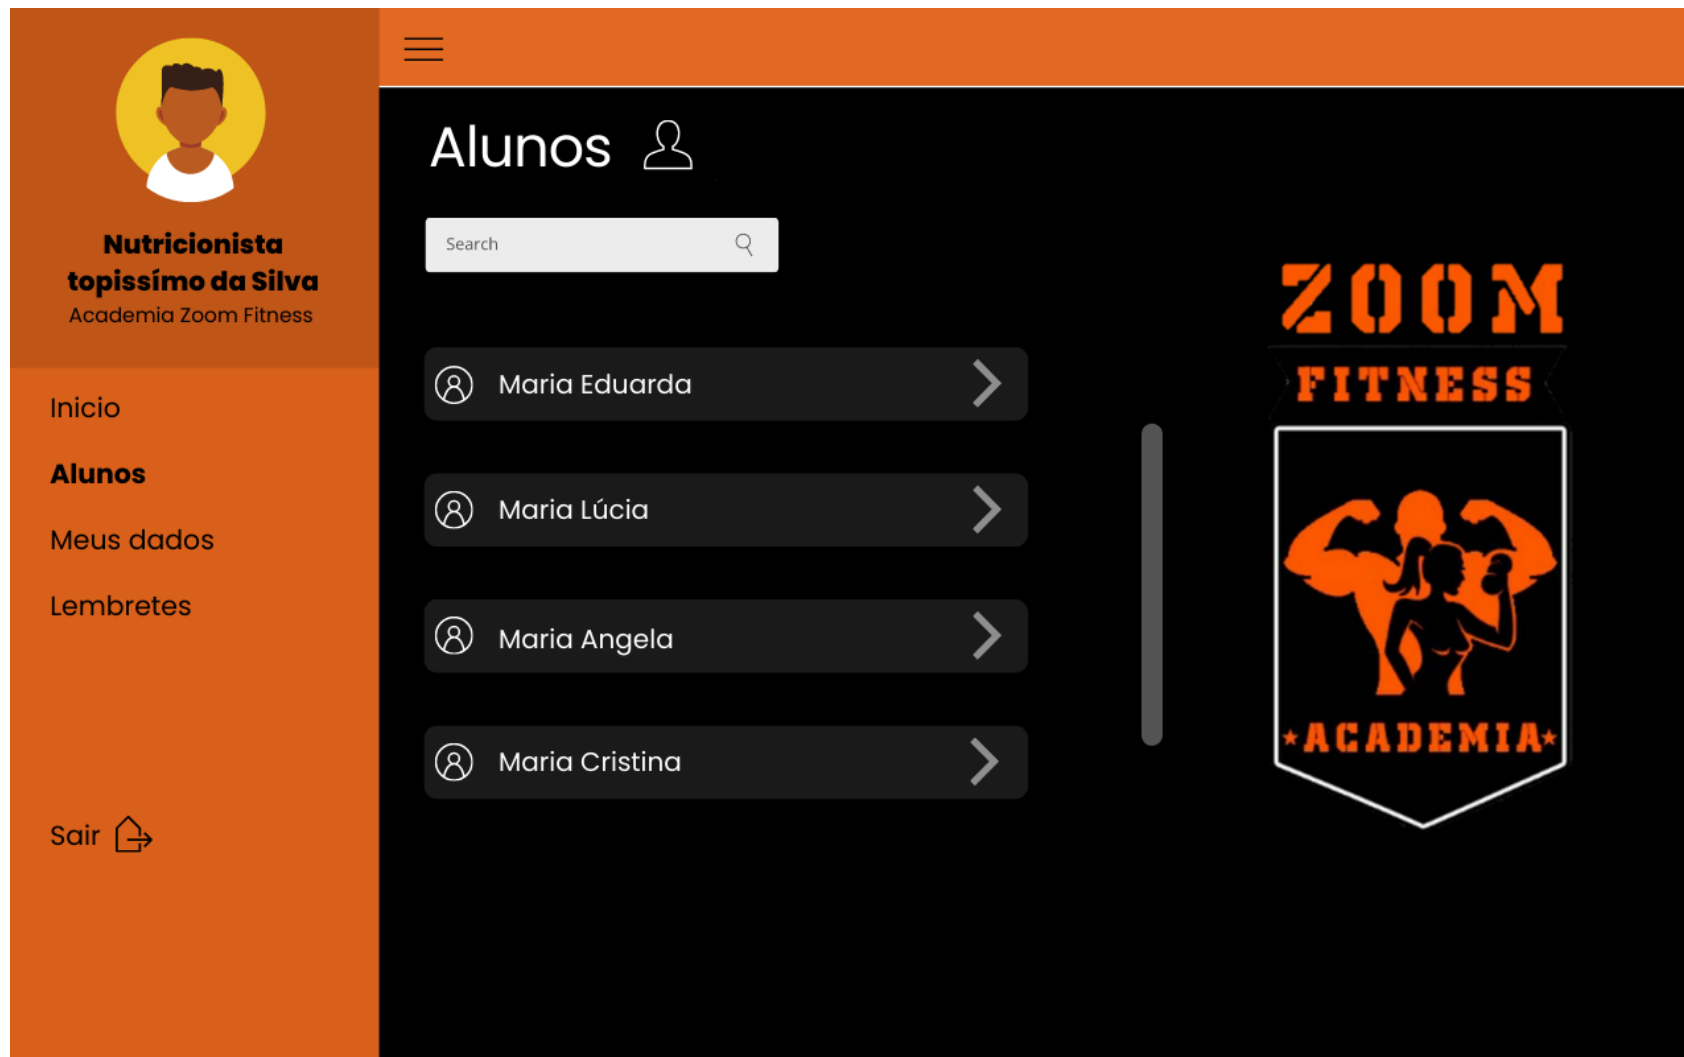 Nutricionista
topissímo da Silva
Academia Zoom Fitness
Inicio
Alunos
Meus dados
Lembretes
Sair
Alunos
Search
Maria Eduarda
Maria Lúcia
Maria Angela
Maria Cristina
ZOOM
FITNESS
ACADEMIA